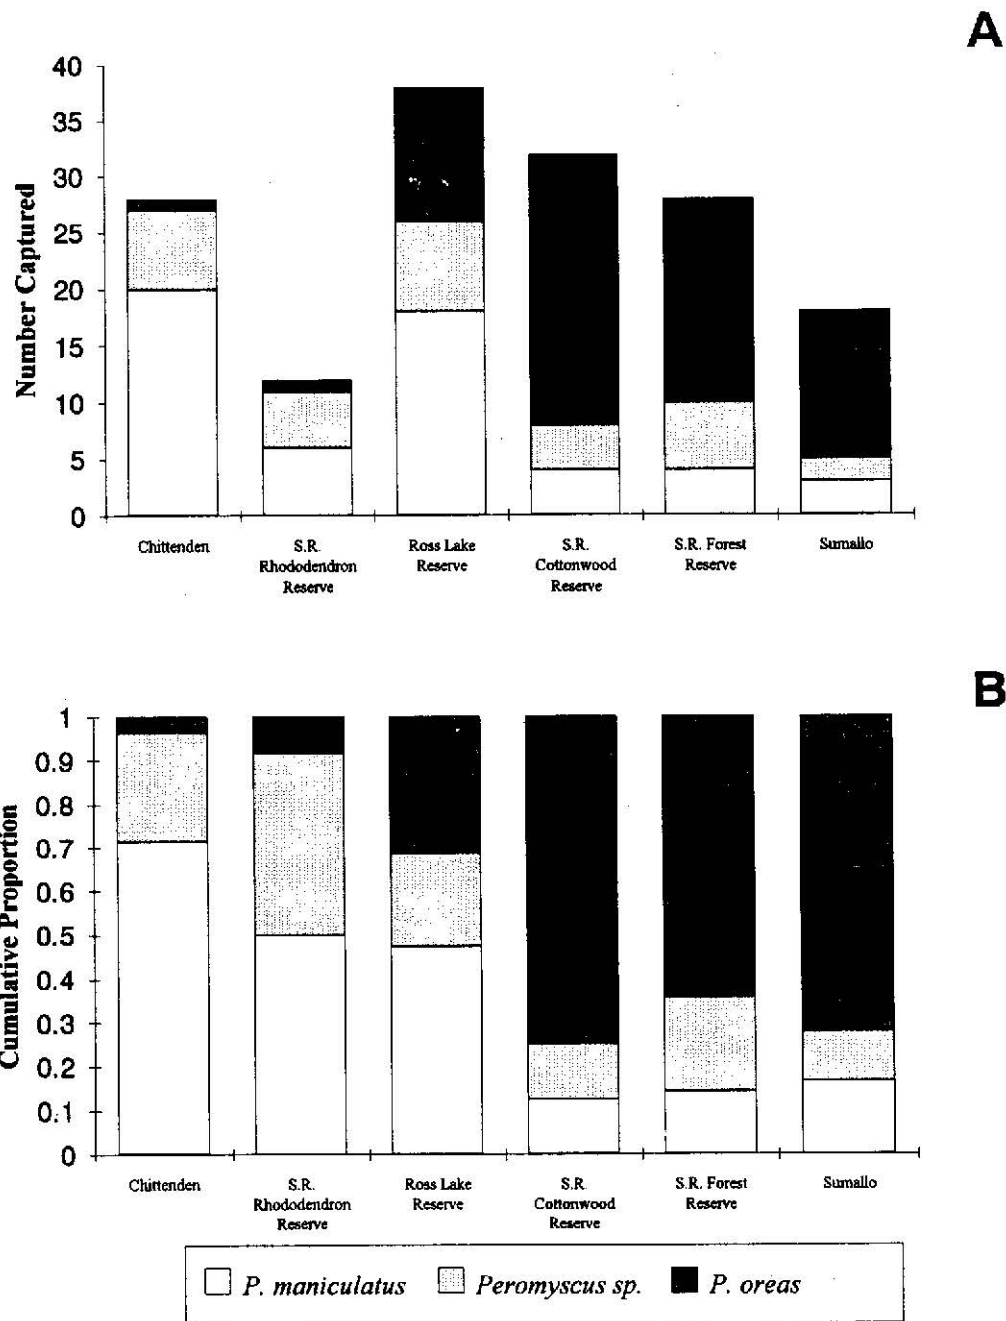 A
40
35
30
25
20
15
10
5
0
Number Captured
Chittenden
S.R.
Rhododendron
Reserve
Ross Lake
Reserve
S.R.
Cottonwood
Reserve
S.R. Forest
Reserve
Sumallo
B
1
0.9
0.8
0.7
0.6
0.5
0.4
0.3
0.2
0.1
0
Cumulative Proportion
Chittenden
S.R.
Rhododendron
Reserve
Ross Lake
Reserve
S.R.
Cottonwood
Reserve
S.R. Forest
Reserve
Sumallo
P. maniculatus
Peromyscus sp.
P. oreas